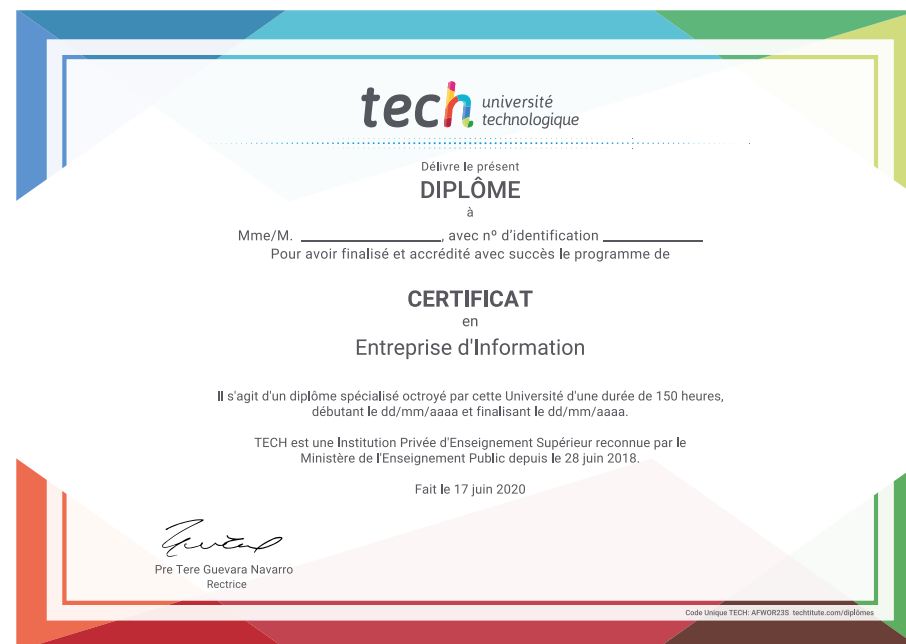 tech université
technologique
Délivre le présent
DIPLÔME
à
Mme/M. ____________________, avec nº d'identification ______________
Pour avoir finalisé et accrédité avec succès le programme de
CERTIFICAT
en
Entreprise d'Information
Il s'agit d'un diplôme spécialisé octroyé par cette Université d'une durée de 150 heures,
débutant le dd/mm/aaaa et finalisant le dd/mm/aaaa.
TECH est une Institution Privée d'Enseignement Supérieur reconnue par le
Ministère de l'Enseignement Public depuis le 28 juin 2018.
Fait le 17 juin 2020
Pre Tere Guevara Navarro
Rectrice
Code Unique TECH: AFWOR23S techtitute.com/diplômes